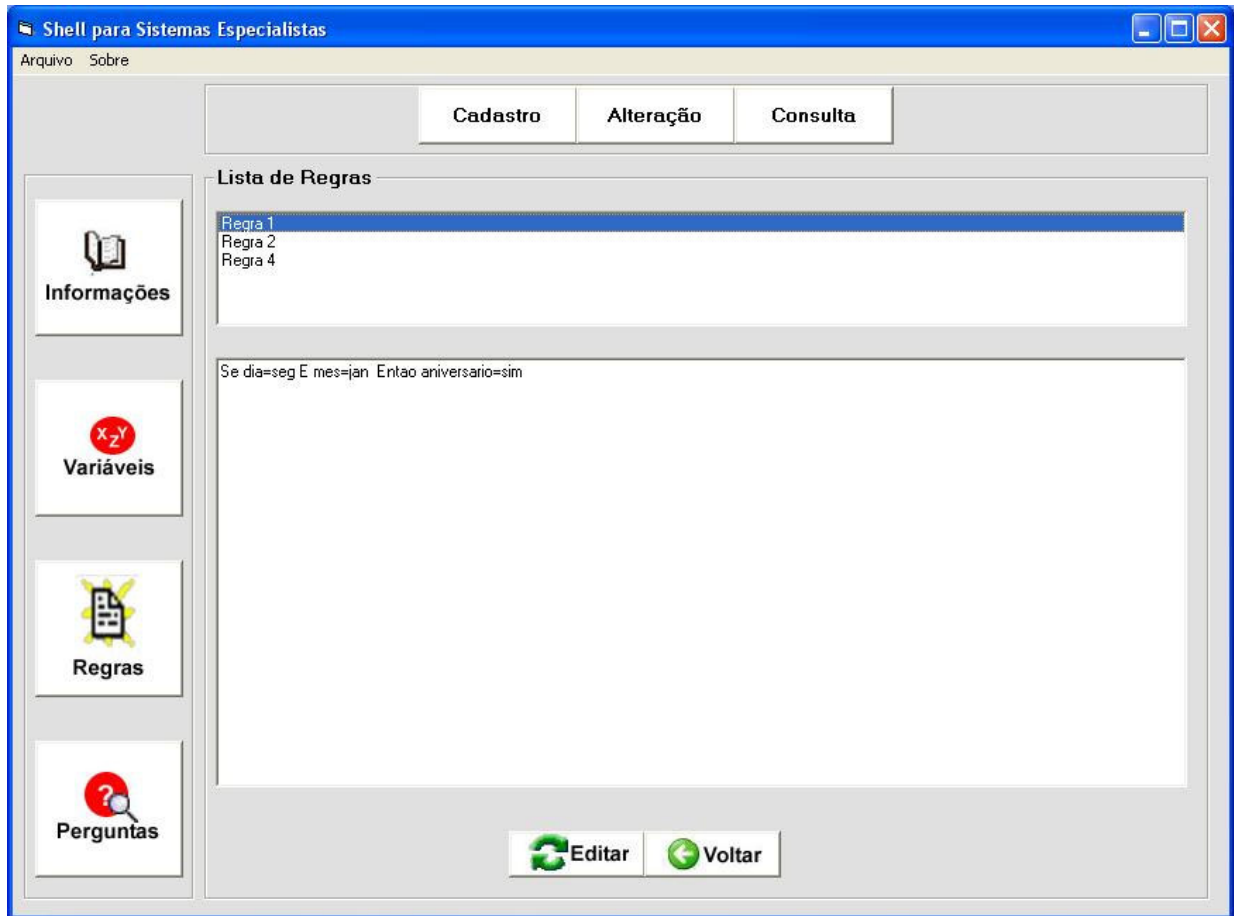 Shell para Sistemas Especialistas
Arquivo Sobre
Cadastro Alteração Consulta
Lista de Regras
Regra 1
Regra 2
Regra 4
Informações
Se dia=seg E mes=jan Entao aniversario=sim
X Z Y
Variáveis
Regras
?
Perguntas
Editar Voltar